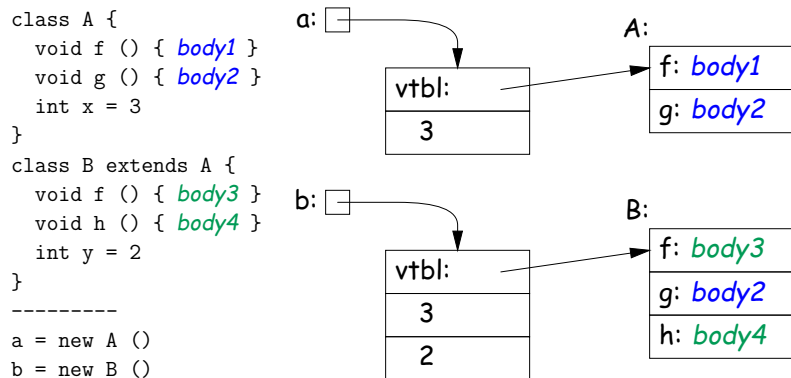 class A {
  void f () { body1 }
  void g () { body2 }
  int x = 3
}
class B extends A {
  void f () { body3 }
  void h () { body4 }
  int y = 2
}
---------
a = new A ()
b = new B ()
a:
vtbl:
3
A:
f: body1
g: body2
b:
vtbl:
3
2
B:
f: body3
g: body2
h: body4